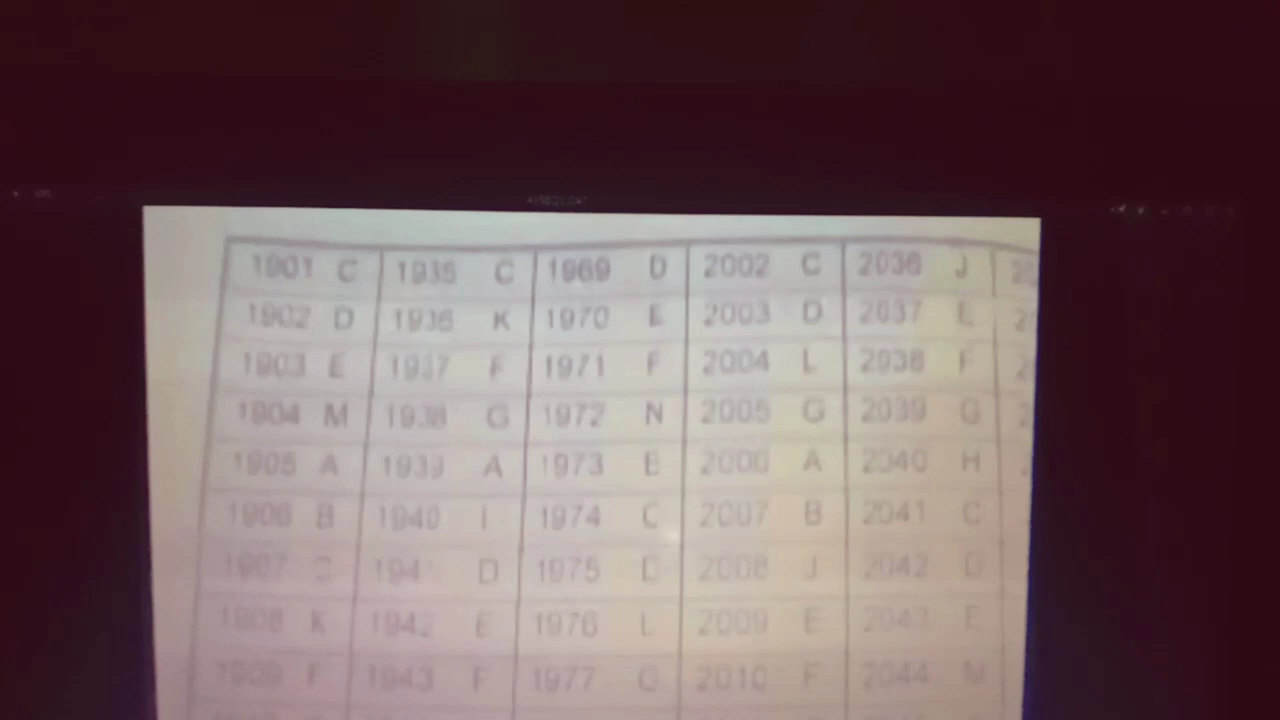 1901 C 1935 C 1969 D 2002 C 2036 J
1902 D 1936 K 1970 E 2003 D 2037 E
1903 E 1937 F 1971 F 2004 L 2038 F
1904 M 1938 G 1972 N 2005 G 2039 G
1905 A 1939 A 1973 B 2006 A 2040 H
1906 B 1940 I 1974 C 2007 B 2041 C
1907 194 D 1975 D 2008 J 2042 D
1908 K 1942 E 1976 L 2009 E 2043 E
1909 F 1943 F 1977 G 2010 F 2044 M